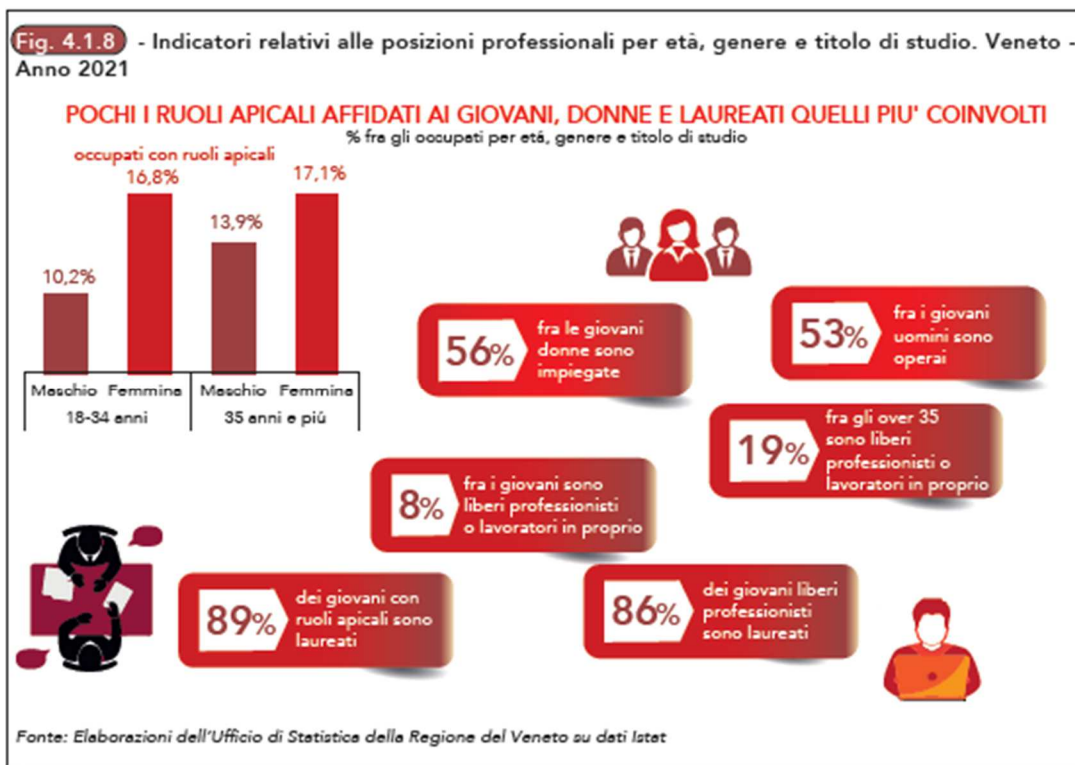 Fig. 4.1.8 - Indicatori relativi alle posizioni professionali per età, genere e titolo di studio. Veneto -
Anno 2021
POCHI I RUOLI APICALI AFFIDATI AI GIOVANI, DONNE E LAUREATI QUELLI PIU' COINVOLTI
% fra gli occupati per etá, genere e titolo di studio
occupati con ruoli apicali
16,8%
17,1%
13,9%
10,2%
Maschio Femmina Maschio Femmina
18-34 anni 35 anni e piú
56%
fra le giovani
donne sono
impiegate
53%
fra i giovani
uomini sono
operai
19%
fra gli over 35
sono liberi
professionisti o
lavoratori in proprio
8%
fra i giovani sono
liberi professionisti
o lavoratori in proprio
89%
dei giovani con
ruoli apicali sono
laureati
86%
dei giovani liberi
professionisti
sono laureati
Fonte: Elaborazioni dell'Ufficio di Statistica della Regione del Veneto su dati Istat